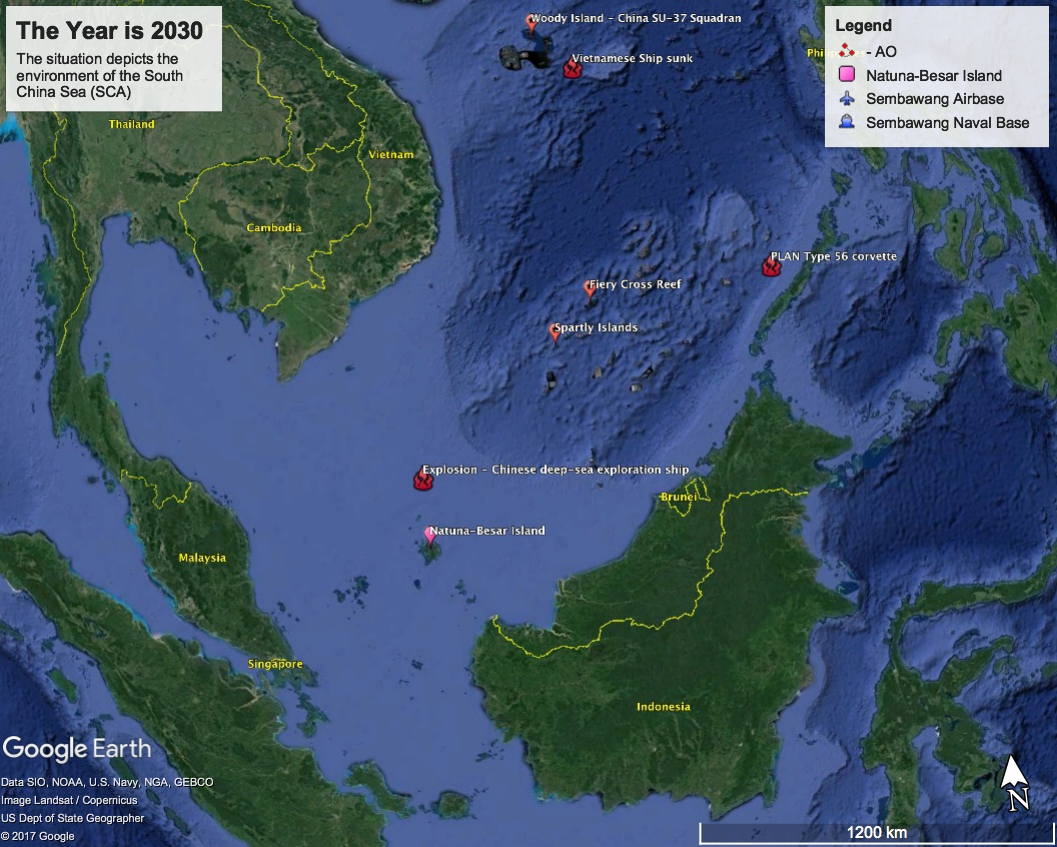 The Year is 2030
The situation depicts the
environment of the South
China Sea (SCA)
Woody Island - China SU-37 Squadran
Vietnamese Ship sunk
Legend
- AO
Natuna-Besar Island
Sembawang Airbase
Sembawang Naval Base
Thailand
Vietnam
Cambodia
PLAN Type 56 corvette
Fiery Cross Reef
Spartly Islands
Explosion - Chinese deep-sea exploration ship
Brunei
Natuna-Besar Island
Malaysia
Singapore
Indonesia
Google Earth
Data SIO, NOAA, U.S. Navy, NGA, GEBCO
Image Landsat / Copernicus
US Dept of State Geographer
© 2017 Google
N
1200 km